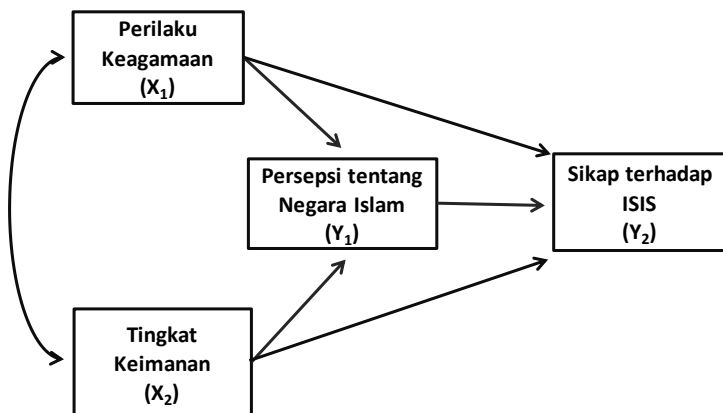 Perilaku
Keagamaan
(X₁)
Persepsi tentang
Negara Islam
(Y₁)
Sikap terhadap
ISIS
(Y₂)
Tingkat
Keimanan
(X₂)